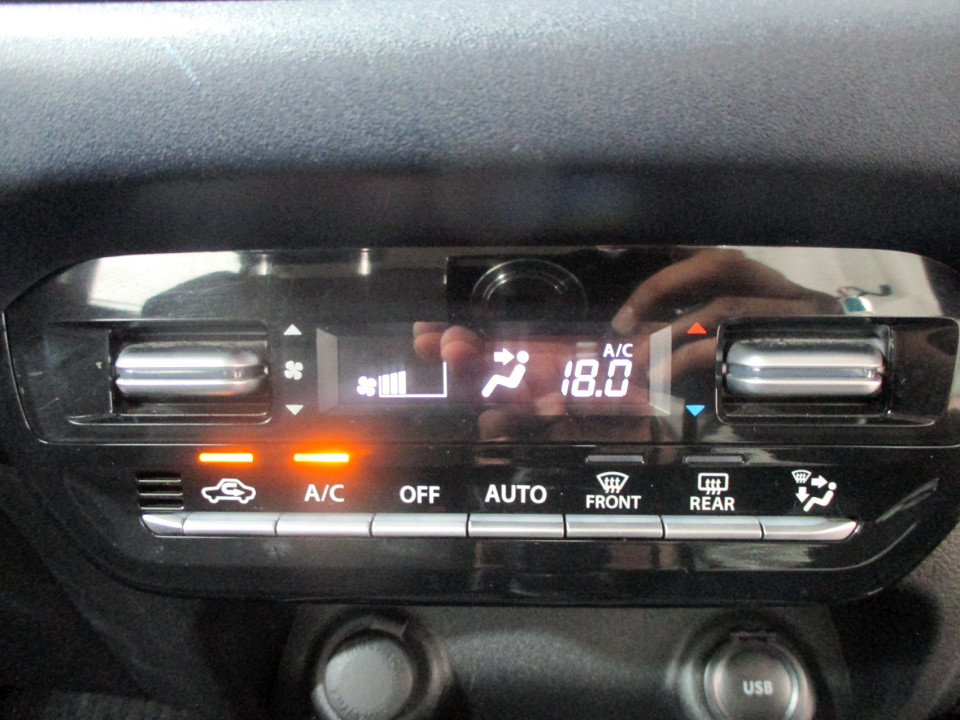 A/C
18.0
A/C
OFF
AUTO
FRONT
REAR
USB